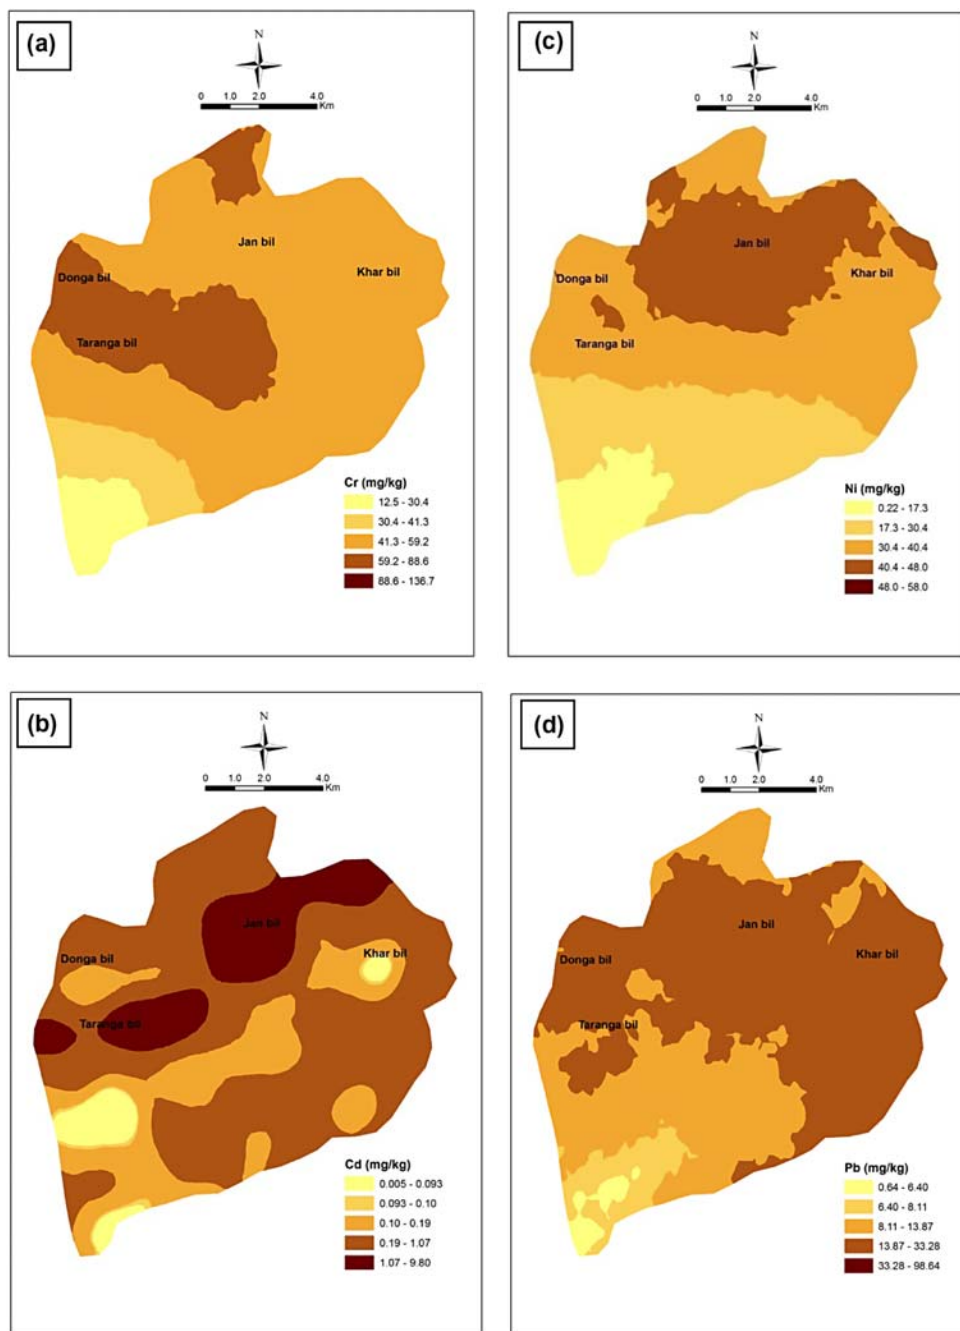 (a)
N
0 1.0 2.0 4.0
Km
Jan bil
Khar bil
Donga bil
Taranga bil
Cr (mg/kg)
12.5 - 30.4
30.4 - 41.3
41.3 - 59.2
59.2 - 88.6
88.6 - 136.7
(c)
N
0 1.0 2.0 4.0
Km
Jan bil
Khar bil
Donga bil
Taranga bil
Ni (mg/kg)
0.22 - 17.3
17.3 - 30.4
30.4 - 40.4
40.4 - 48.0
48.0 - 58.0
(b)
N
0 1.0 2.0 4.0
Km
Jan bil
Khar bil
Donga bil
Taranga bil
Cd (mg/kg)
0.005 - 0.093
0.093 - 0.10
0.10 - 0.19
0.19 - 1.07
1.07 - 9.80
(d)
N
0 1.0 2.0 4.0
Km
Jan bil
Khar bil
Donga bil
Taranga bil
Pb (mg/kg)
0.64 - 6.40
6.40 - 8.11
8.11 - 13.87
13.87 - 33.28
33.28 - 98.64